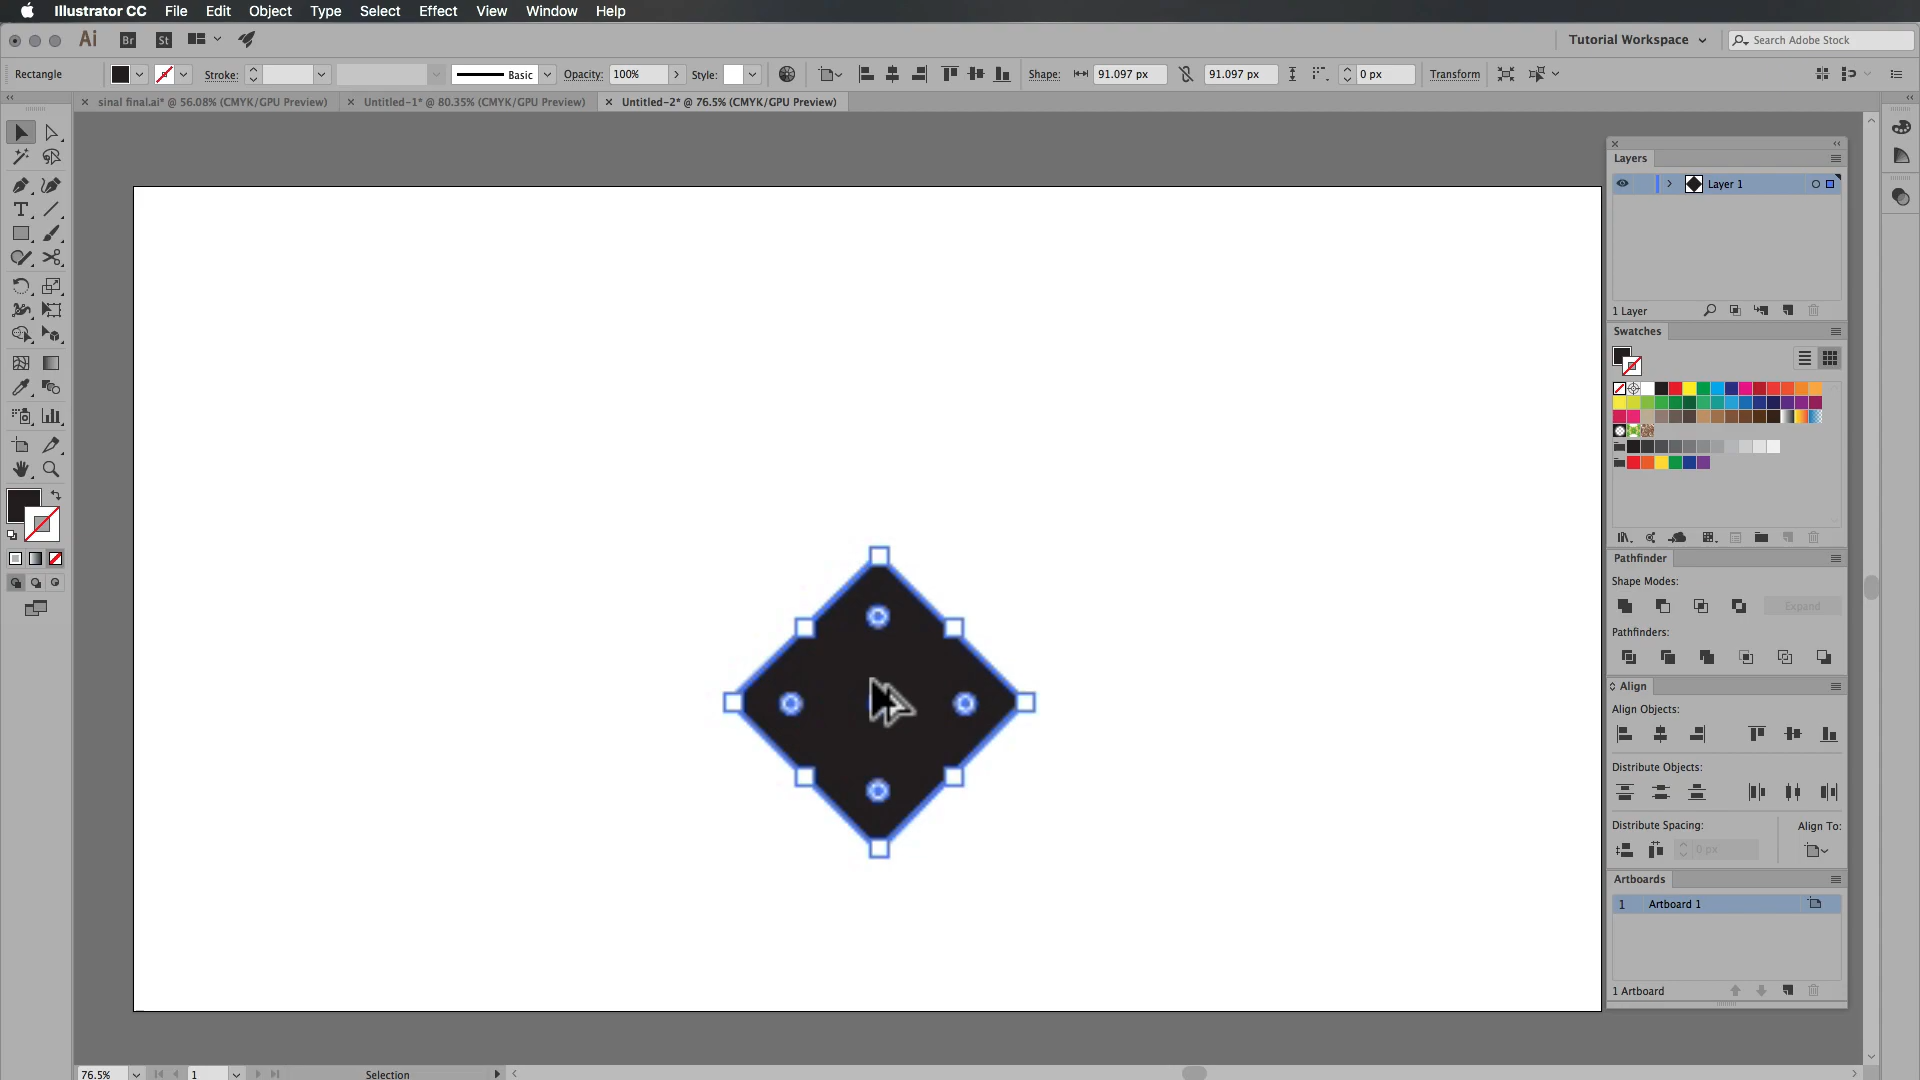 Illustrator CC File Edit Object Type Select Effect View Window Help
Ai Br St Tutorial Workspace Search Adobe Stock
Rectangle Stroke: Basic Opacity: 100% Style: Shape: 91.097 px 91.097 px 0 px Transform
sinal final.ai* @ 56.08% (CMYK/GPU Preview) Untitled-1* @ 80.35% (CMYK/GPU Preview) Untitled-2* @ 76.5% (CMYK/GPU Preview)
Layers
Layer 1
1 Layer
Swatches
Pathfinder
Shape Modes:
Expand
Pathfinders:
Align
Align Objects:
Distribute Objects:
Distribute Spacing: Align To:
0 px
Artboards
1 Artboard 1
1 Artboard
76.5% 1 Selection